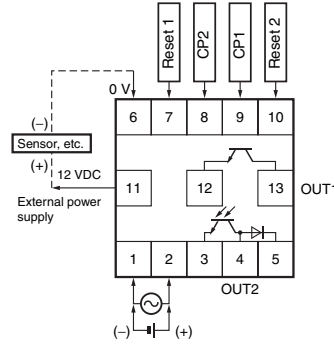 Reset 1
CP2
CP1
Reset 2
0 V
6
7
8
9
10
(−)
Sensor, etc.
(+)
12 VDC
11
12
13
OUT1
External power
supply
1
2
3
4
5
OUT2
(−)
(+)